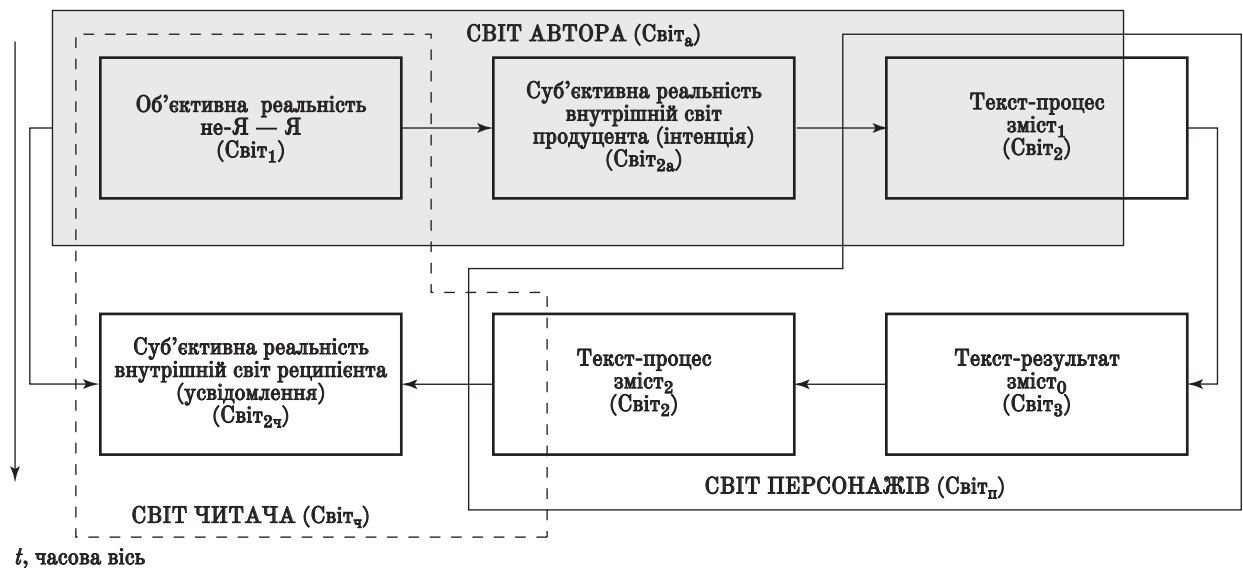 СВІТ АВТОРА (Світа)
Об’єктивна реальність
не-Я — Я
(Світ1)
Суб’єктивна реальність
внутрішній світ
продуцента (інтенція)
(Світ2а)
Текст-процес
зміст1
(Світ2)
Суб’єктивна реальність
внутрішній світ реципієнта
(усвідомлення)
(Світ2ч)
Текст-процес
зміст2
(Світ2)
Текст-результат
зміст0
(Світ3)
СВІТ ПЕРСОНАЖІВ (Світп)
СВІТ ЧИТАЧА (Світч)
t, часова вісь